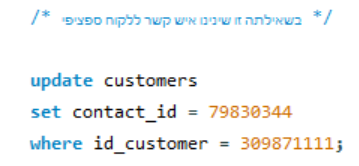 /* בשאילתה זו שינינו איש קשר ללקוח ספציפי */
update customers
set contact_id = 79830344
where id_customer = 309871111;